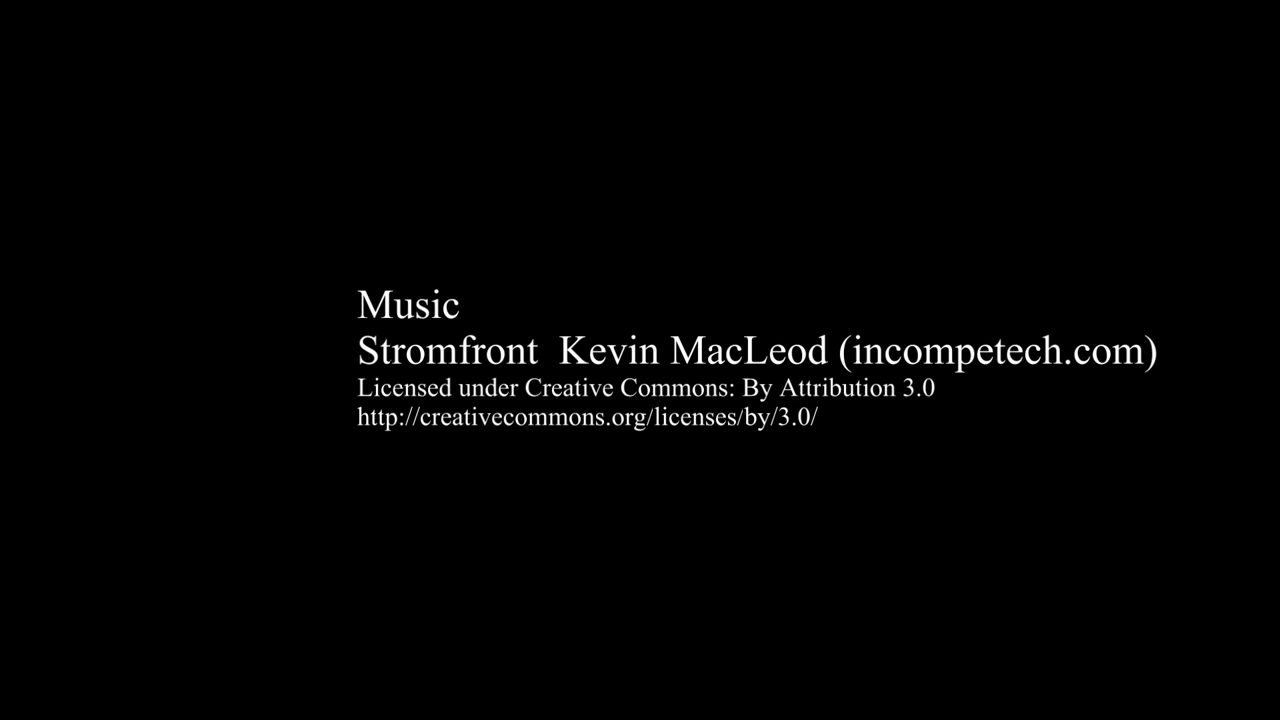 Music
Stromfront  Kevin MacLeod (incompetech.com)
Licensed under Creative Commons: By Attribution 3.0
http://creativecommons.org/licenses/by/3.0/